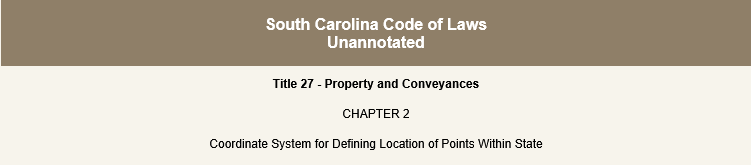 South Carolina Code of Laws
Unannotated
Title 27 - Property and Conveyances
CHAPTER 2
Coordinate System for Defining Location of Points Within State